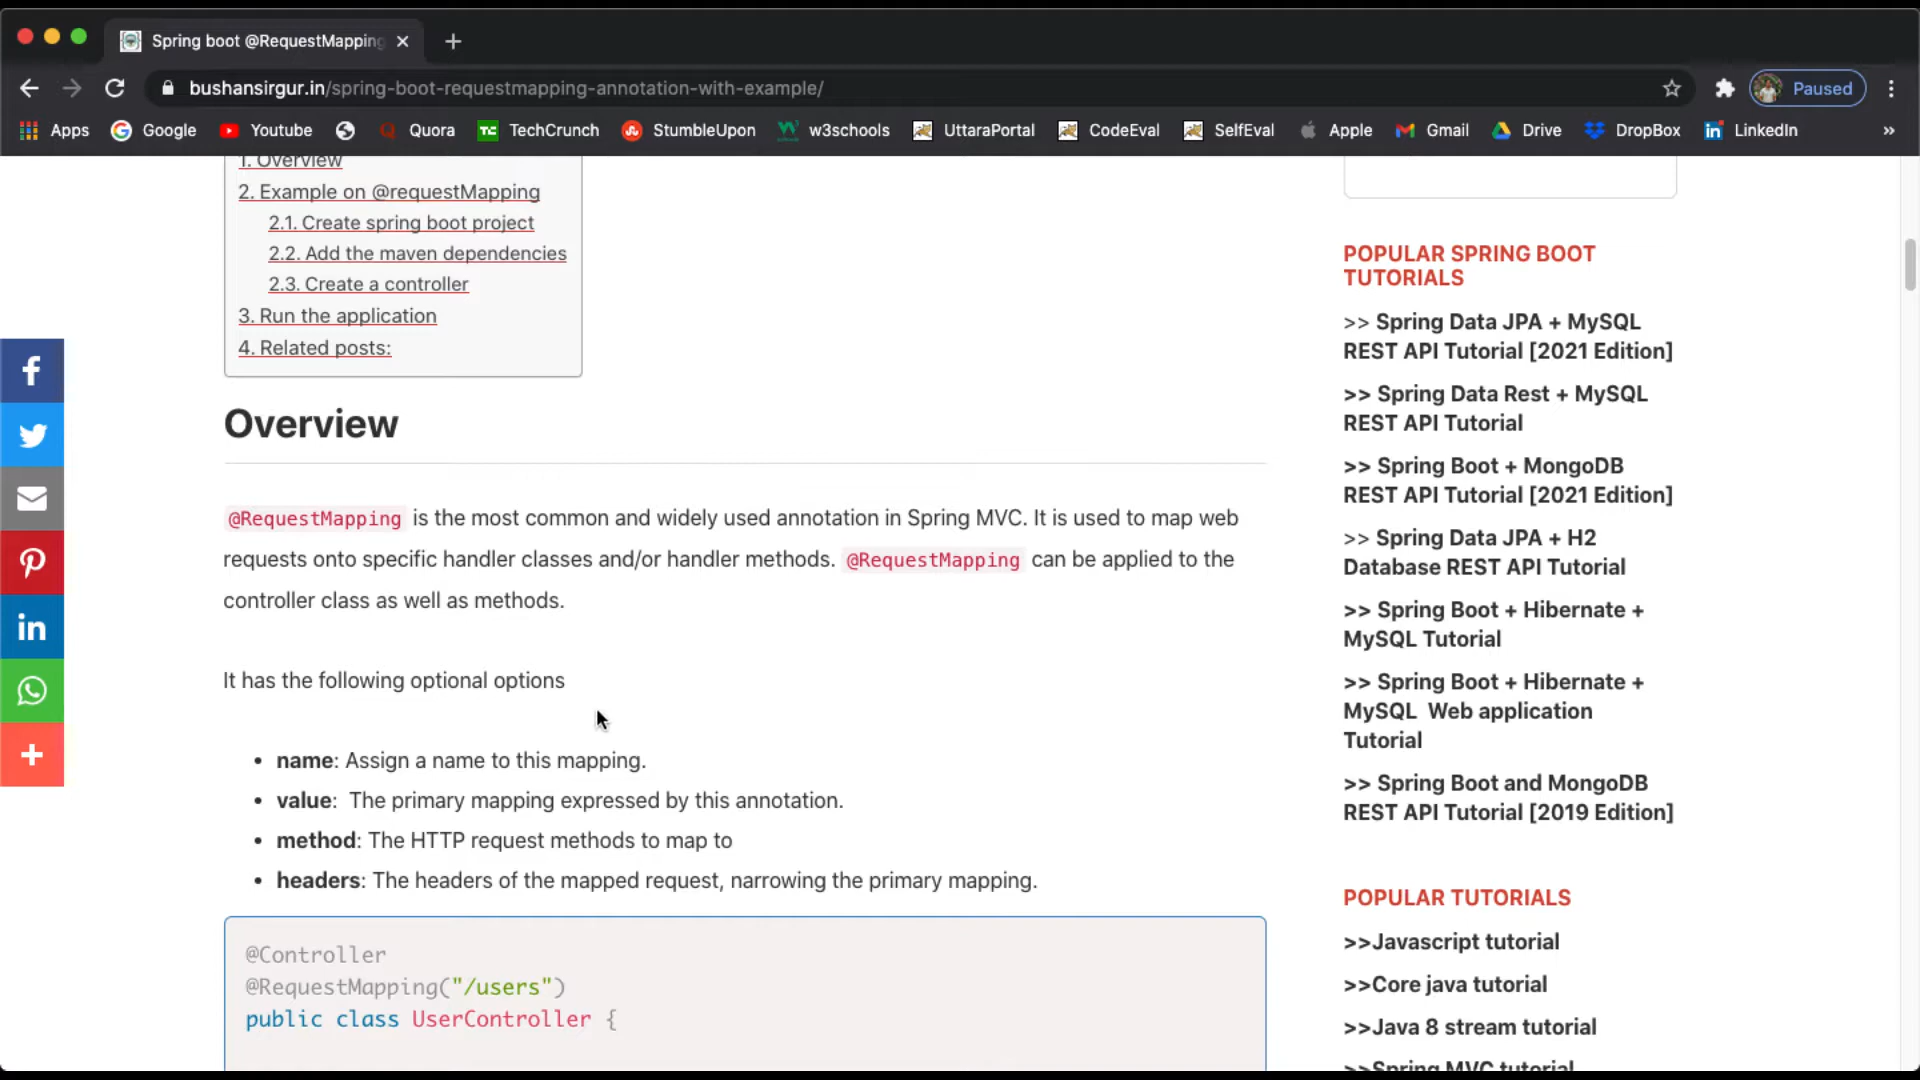 Spring boot @RequestMapping
bushansirgur.in/spring-boot-requestmapping-annotation-with-example/
Paused
Apps
Google
Youtube
Quora
TechCrunch
StumbleUpon
w3schools
UttaraPortal
CodeEval
SelfEval
Apple
Gmail
Drive
DropBox
LinkedIn
»
1. Overview
2. Example on @requestMapping
2.1. Create spring boot project
2.2. Add the maven dependencies
2.3. Create a controller
3. Run the application
4. Related posts:
Overview
@RequestMapping is the most common and widely used annotation in Spring MVC. It is used to map web
requests onto specific handler classes and/or handler methods. @RequestMapping can be applied to the
controller class as well as methods.
It has the following optional options
• name: Assign a name to this mapping.
• value: The primary mapping expressed by this annotation.
• method: The HTTP request methods to map to
• headers: The headers of the mapped request, narrowing the primary mapping.
@Controller
@RequestMapping("/users")
public class UserController {
POPULAR SPRING BOOT
TUTORIALS
>> Spring Data JPA + MySQL
REST API Tutorial [2021 Edition]
>> Spring Data Rest + MySQL
REST API Tutorial
>> Spring Boot + MongoDB
REST API Tutorial [2021 Edition]
>> Spring Data JPA + H2
Database REST API Tutorial
>> Spring Boot + Hibernate +
MySQL Tutorial
>> Spring Boot + Hibernate +
MySQL Web application
Tutorial
>> Spring Boot and MongoDB
REST API Tutorial [2019 Edition]
POPULAR TUTORIALS
>>Javascript tutorial
>>Core java tutorial
>>Java 8 stream tutorial
>>Spring MVC tutorial